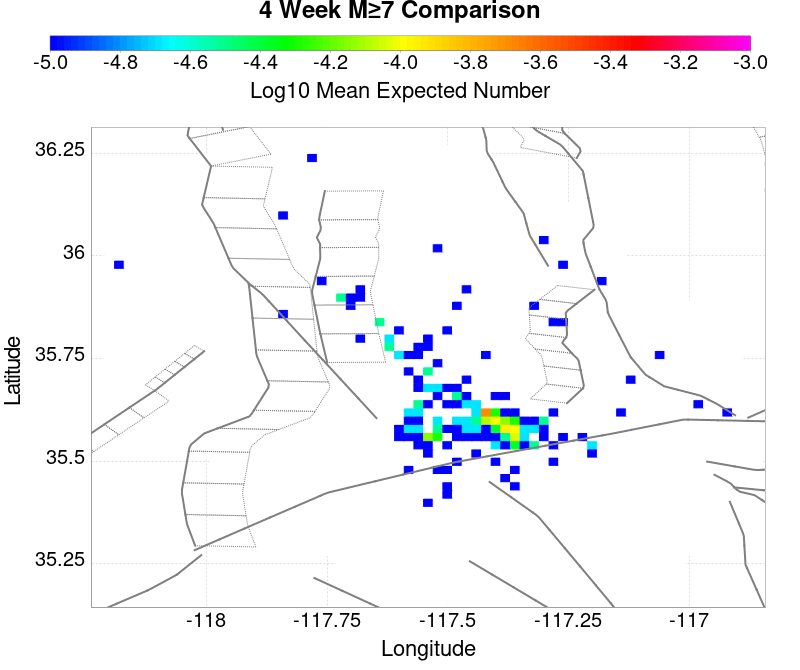 4 Week M≥7 Comparison
-5.0 -4.8 -4.6 -4.4 -4.2 -4.0 -3.8 -3.6 -3.4 -3.2 -3.0
Log10 Mean Expected Number
36.25
36
35.75
35.5
35.25
Latitude
-118 -117.75 -117.5 -117.25 -117
Longitude